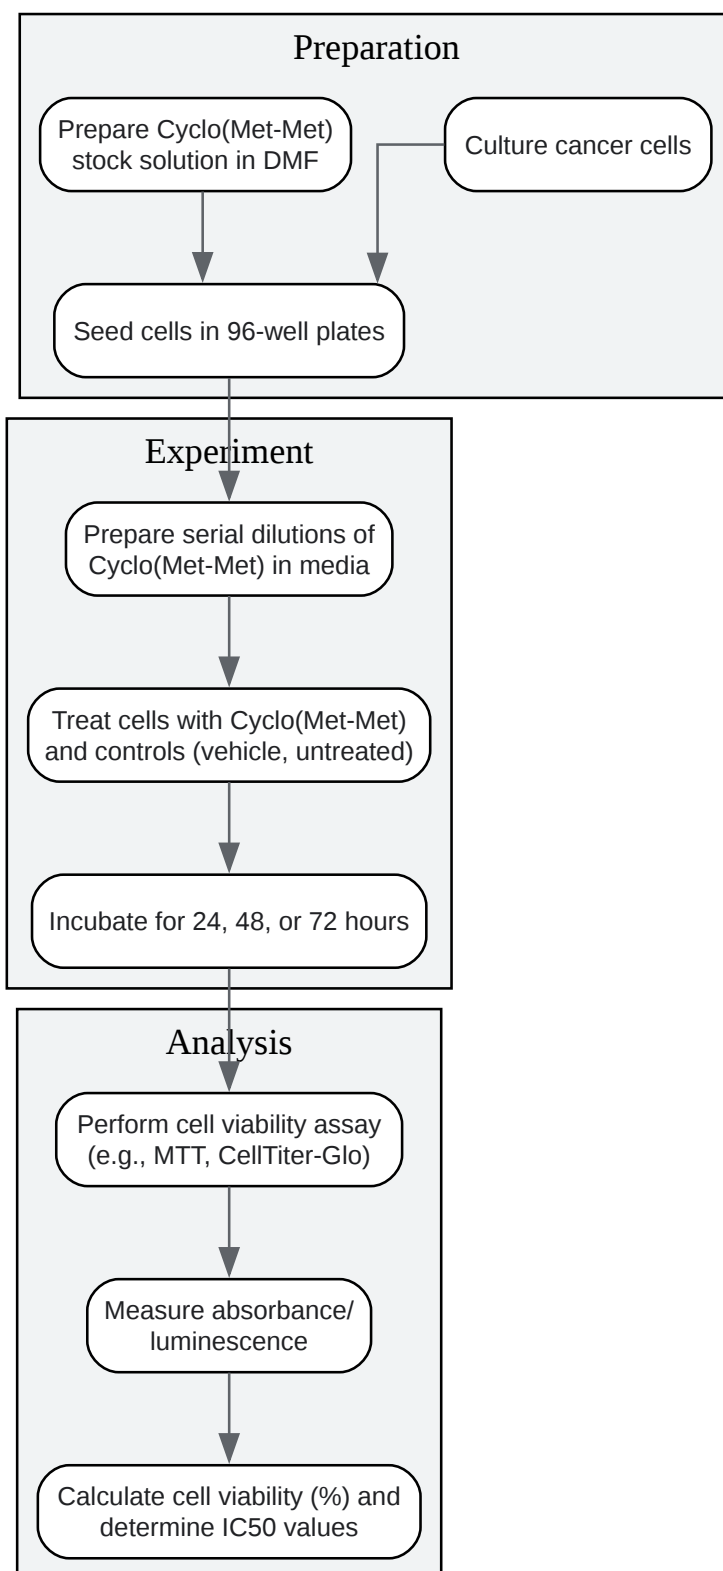 Preparation
Prepare Cyclo(Met-Met)
stock solution in DMF
Culture cancer cells
Seed cells in 96-well plates
Experiment
Prepare serial dilutions of
Cyclo(Met-Met) in media
Treat cells with Cyclo(Met-Met)
and controls (vehicle, untreated)
Incubate for 24, 48, or 72 hours
Analysis
Perform cell viability assay
(e.g., MTT, CellTiter-Glo)
Measure absorbance/
luminescence
Calculate cell viability (%) and
determine IC50 values